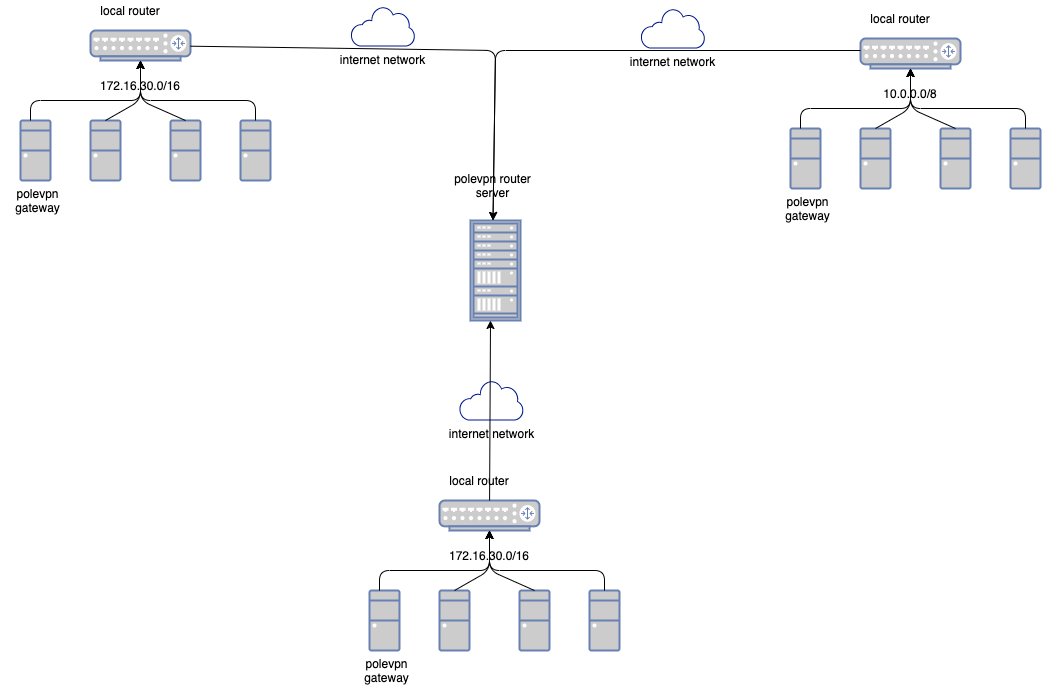 local router
internet network
172.16.30.0/16
polevpn
gateway
internet network
local router
10.0.0.0/8
polevpn
gateway
polevpn router
server
internet network
local router
172.16.30.0/16
polevpn
gateway